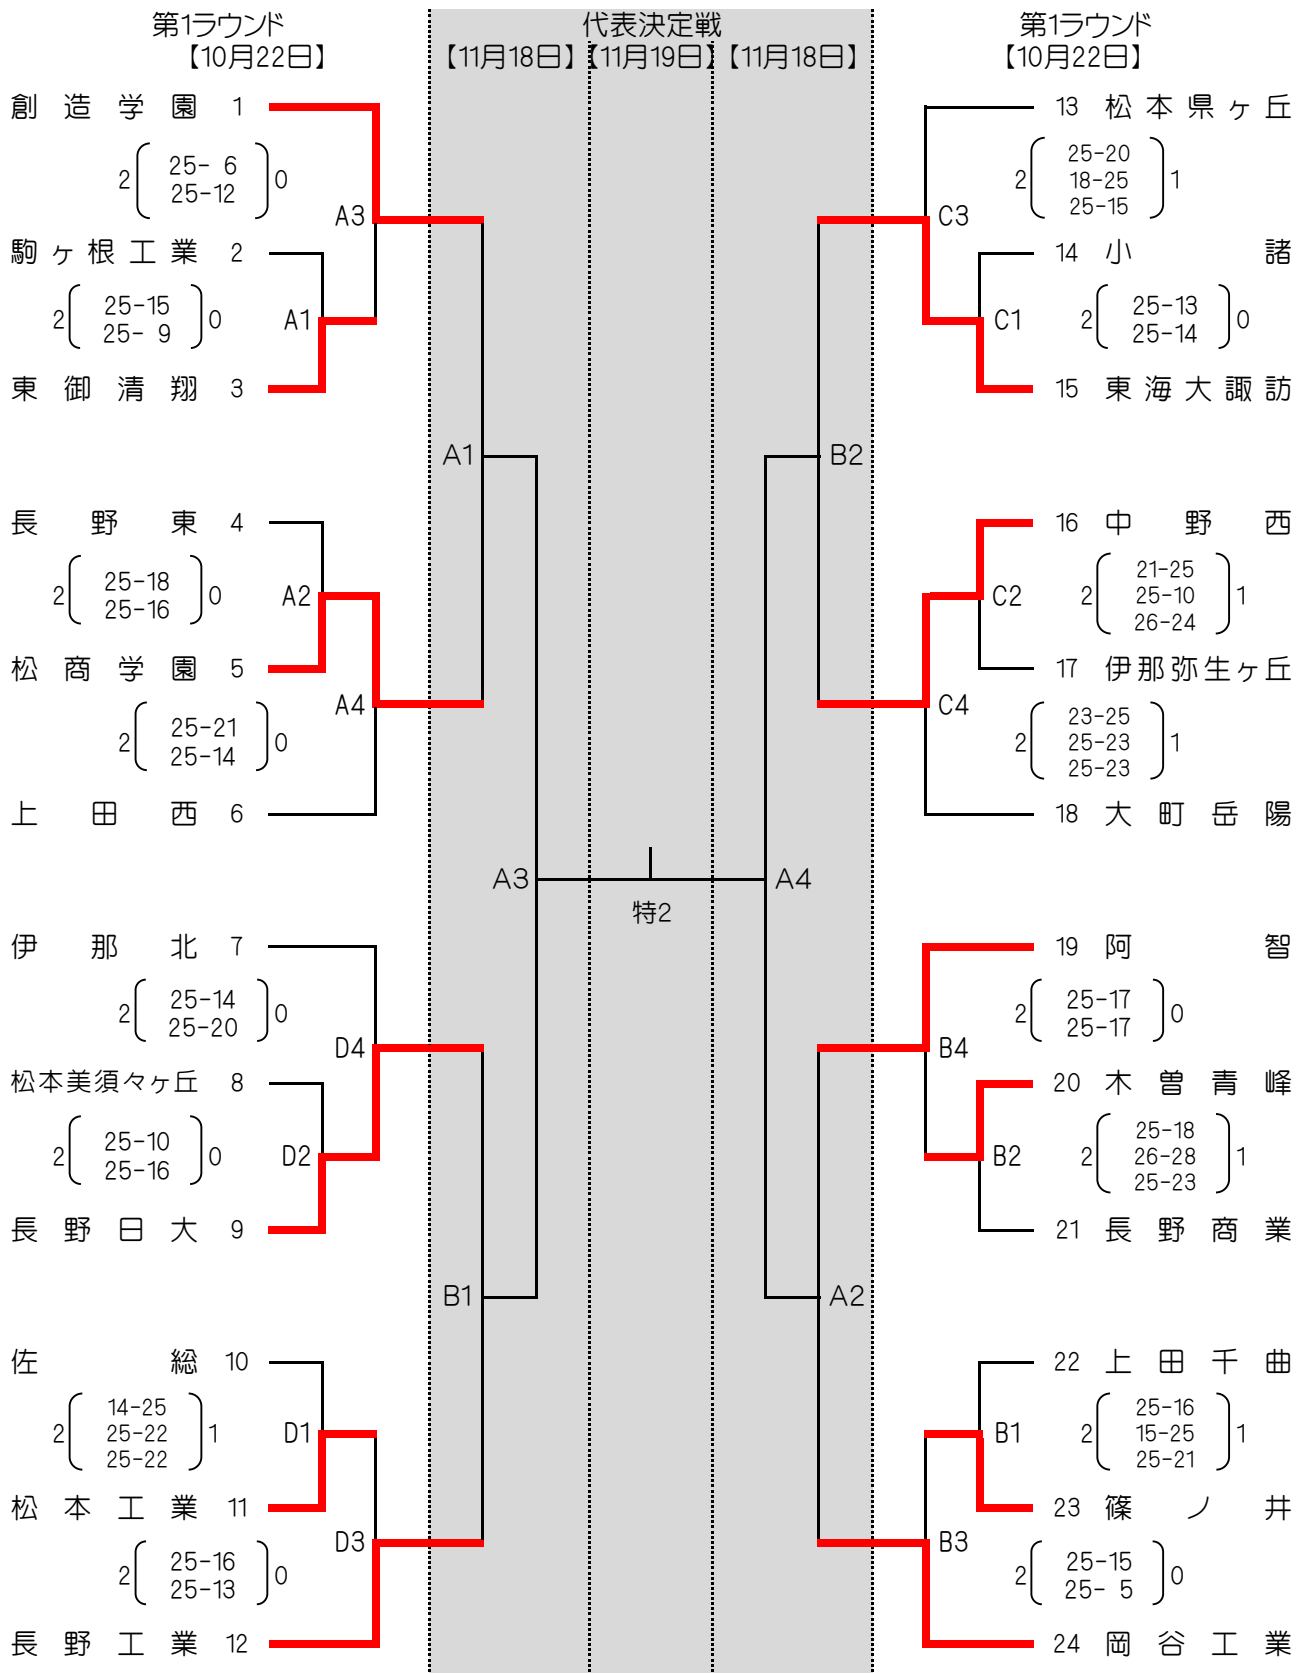 第1ラウンド 代表決定戦 第1ラウンド
【10月22日】 【11月18日】 【11月19日】 【11月18日】 【10月22日】
創造学園 1
2 ( 25- 6 ) 0
25-12
A3
駒ヶ根工業 2
2 ( 25-15 ) 0
25- 9
A1
東御清翔 3
A1
長野東 4
2 ( 25-18 ) 0
25-16
A2
松商学園 5
2 ( 25-21 ) 0
25-14
A4
上田西 6
A3
伊那北 7
2 ( 25-14 ) 0
25-20
D4
松本美須々ヶ丘 8
2 ( 25-10 ) 0
25-16
D2
長野日大 9
B1
佐総 10
2 ( 14-25 ) 1
25-22
25-22
D1
松本工業 11
2 ( 25-16 ) 0
25-13
D3
長野工業 12
特2
13 松本県ヶ丘
2 ( 25-20 ) 1
18-25
25-15
C3
14 小諸
2 ( 25-13 ) 0
25-14
C1
15 東海大諏訪
B2
16 中野西
2 ( 21-25 ) 1
25-10
26-24
C2
17 伊那弥生ヶ丘
2 ( 23-25 ) 1
25-23
25-23
C4
18 大町岳陽
A4
19 阿智
2 ( 25-17 ) 0
25-17
B4
20 木曽青峰
2 ( 25-18 ) 1
26-28
25-23
B2
21 長野商業
A2
22 上田千曲
2 ( 25-16 ) 1
15-25
25-21
B1
23 篠ノ井
2 ( 25-15 ) 0
25- 5
B3
24 岡谷工業